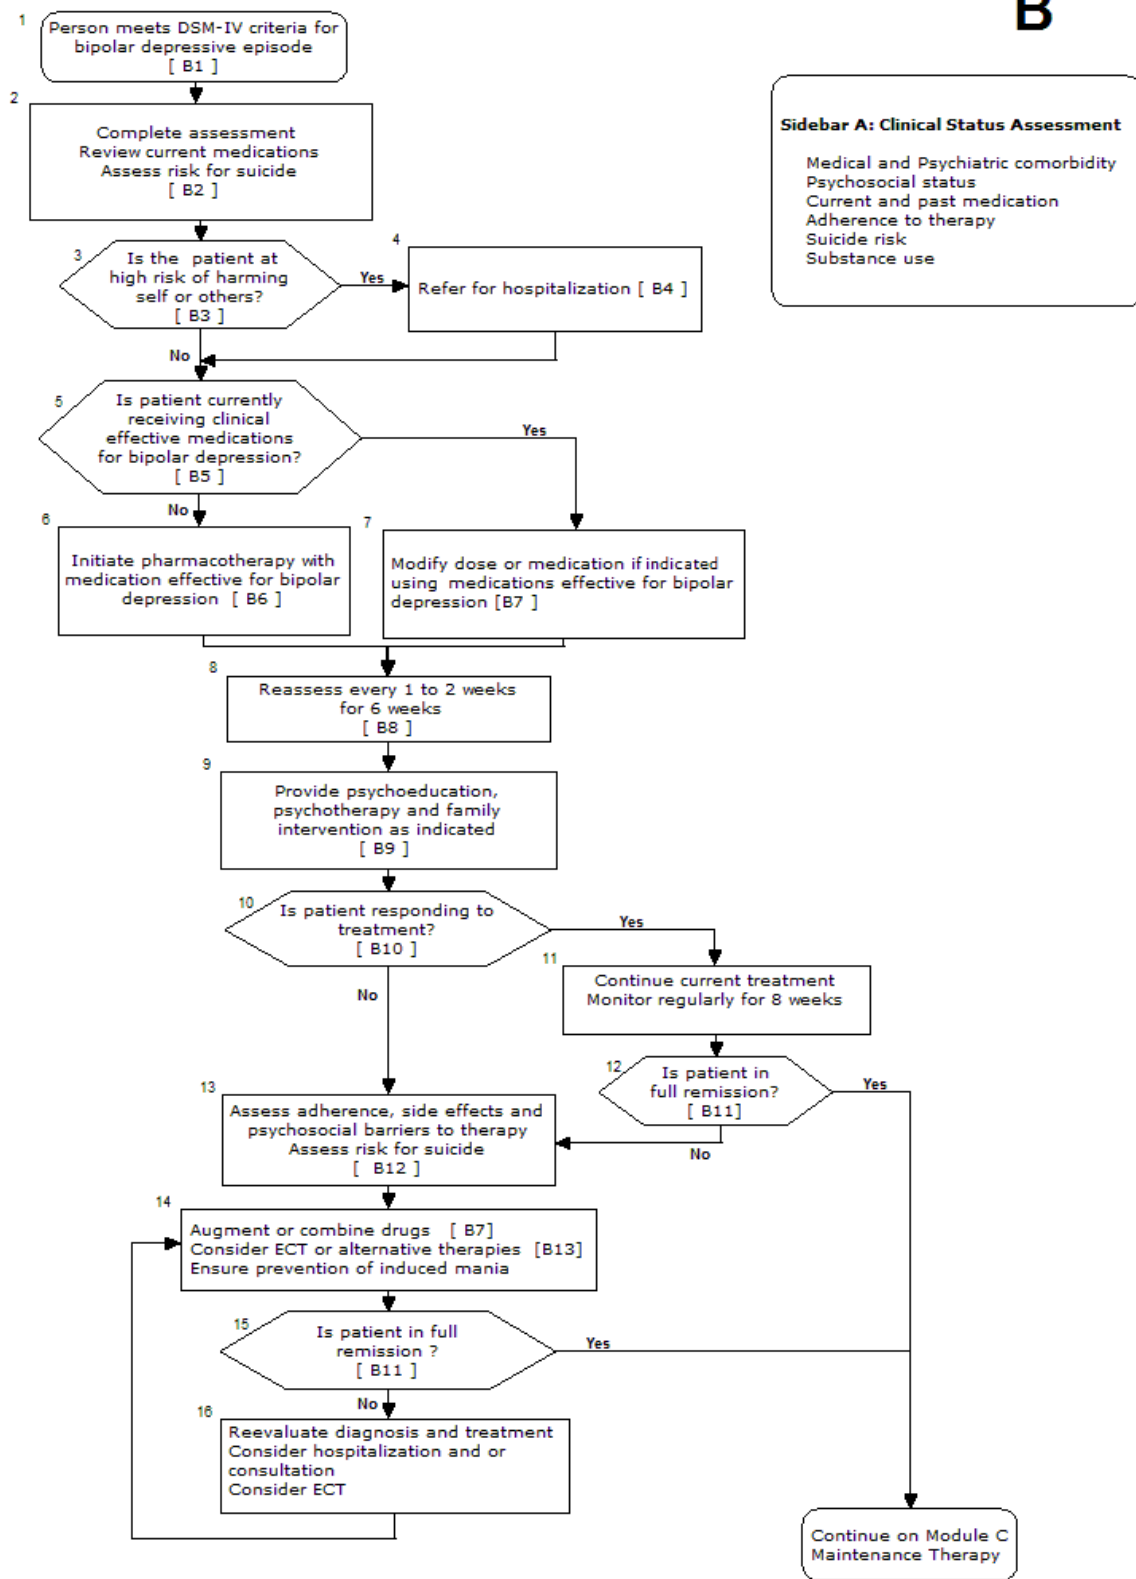 B
1
Person meets DSM-IV criteria for
bipolar depressive episode
[ B1 ]
2
Complete assessment
Review current medications
Assess risk for suicide
[ B2 ]
Sidebar A: Clinical Status Assessment
Medical and Psychiatric comorbidity
Psychosocial status
Current and past medication
Adherence to therapy
Suicide risk
Substance use
3
Is the patient at
high risk of harming
self or others?
[ B3 ]
Yes
4
Refer for hospitalization [ B4 ]
No
5
Is patient currently
receiving clinical
effective medications
for bipolar depression?
[ B5 ]
Yes
No
6
Initiate pharmacotherapy with
medication effective for bipolar
depression [ B6 ]
7
Modify dose or medication if indicated
using medications effective for bipolar
depression [B7 ]
8
Reassess every 1 to 2 weeks
for 6 weeks
[ B8 ]
9
Provide psychoeducation,
psychotherapy and family
intervention as indicated
[ B9 ]
10
Is patient responding to
treatment?
[ B10 ]
Yes
No
11
Continue current treatment
Monitor regularly for 8 weeks
12
Is patient in
full remission?
[ B11]
Yes
No
13
Assess adherence, side effects and
psychosocial barriers to therapy
Assess risk for suicide
[ B12 ]
14
Augment or combine drugs [ B7]
Consider ECT or alternative therapies [B13]
Ensure prevention of induced mania
15
Is patient in full
remission ?
[ B11 ]
Yes
No
16
Reevaluate diagnosis and treatment
Consider hospitalization and or
consultation
Consider ECT
Continue on Module C
Maintenance Therapy